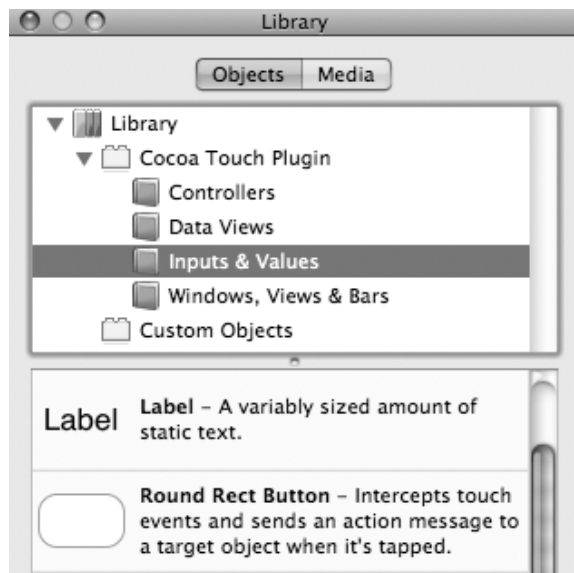 Library
Objects Media
Library
Cocoa Touch Plugin
Controllers
Data Views
Inputs & Values
Windows, Views & Bars
Custom Objects
Label
Label – A variably sized amount of
static text.
Round Rect Button – Intercepts touch
events and sends an action message to
a target object when it's tapped.